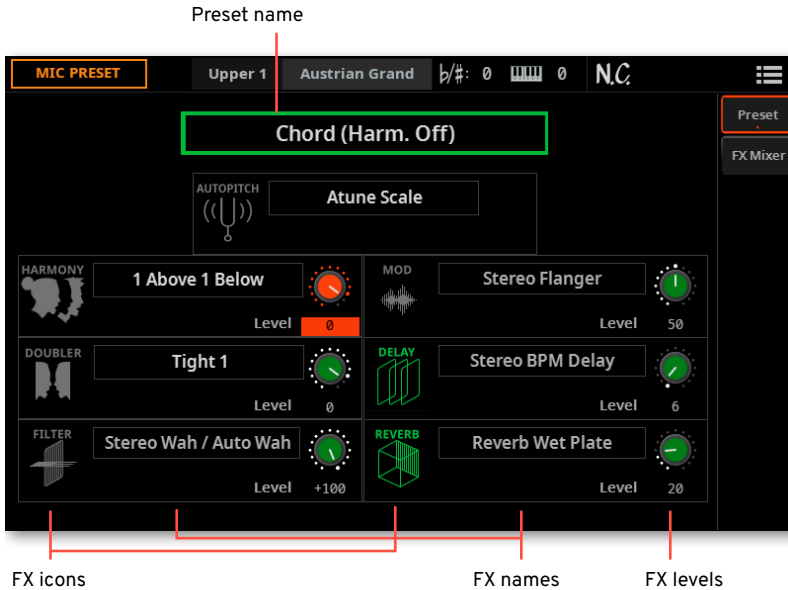 Preset name
MIC PRESET Upper 1 Austrian Grand ♭/#: 0 0 N.C.
Preset
Chord (Harm. Off)
FX Mixer
AUTOPITCH
Atune Scale
HARMONY 1 Above 1 Below
Level 0
MOD Stereo Flanger
Level 50
DOUBLER Tight 1
Level 0
DELAY Stereo BPM Delay
Level 6
FILTER Stereo Wah / Auto Wah
Level +100
REVERB Reverb Wet Plate
Level 20
FX icons FX names FX levels